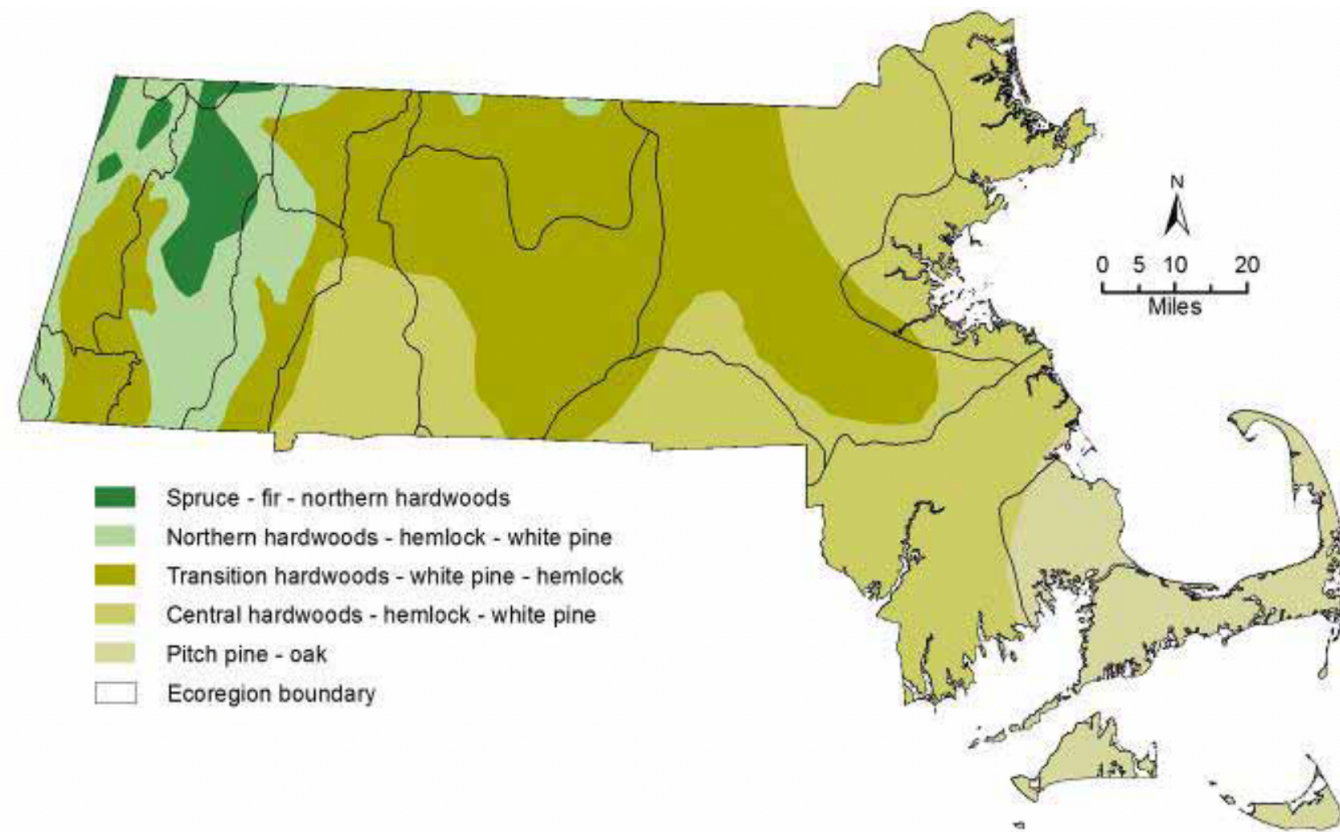 N
0 5 10 20
Miles
Spruce - fir - northern hardwoods
Northern hardwoods - hemlock - white pine
Transition hardwoods - white pine - hemlock
Central hardwoods - hemlock - white pine
Pitch pine - oak
Ecoregion boundary